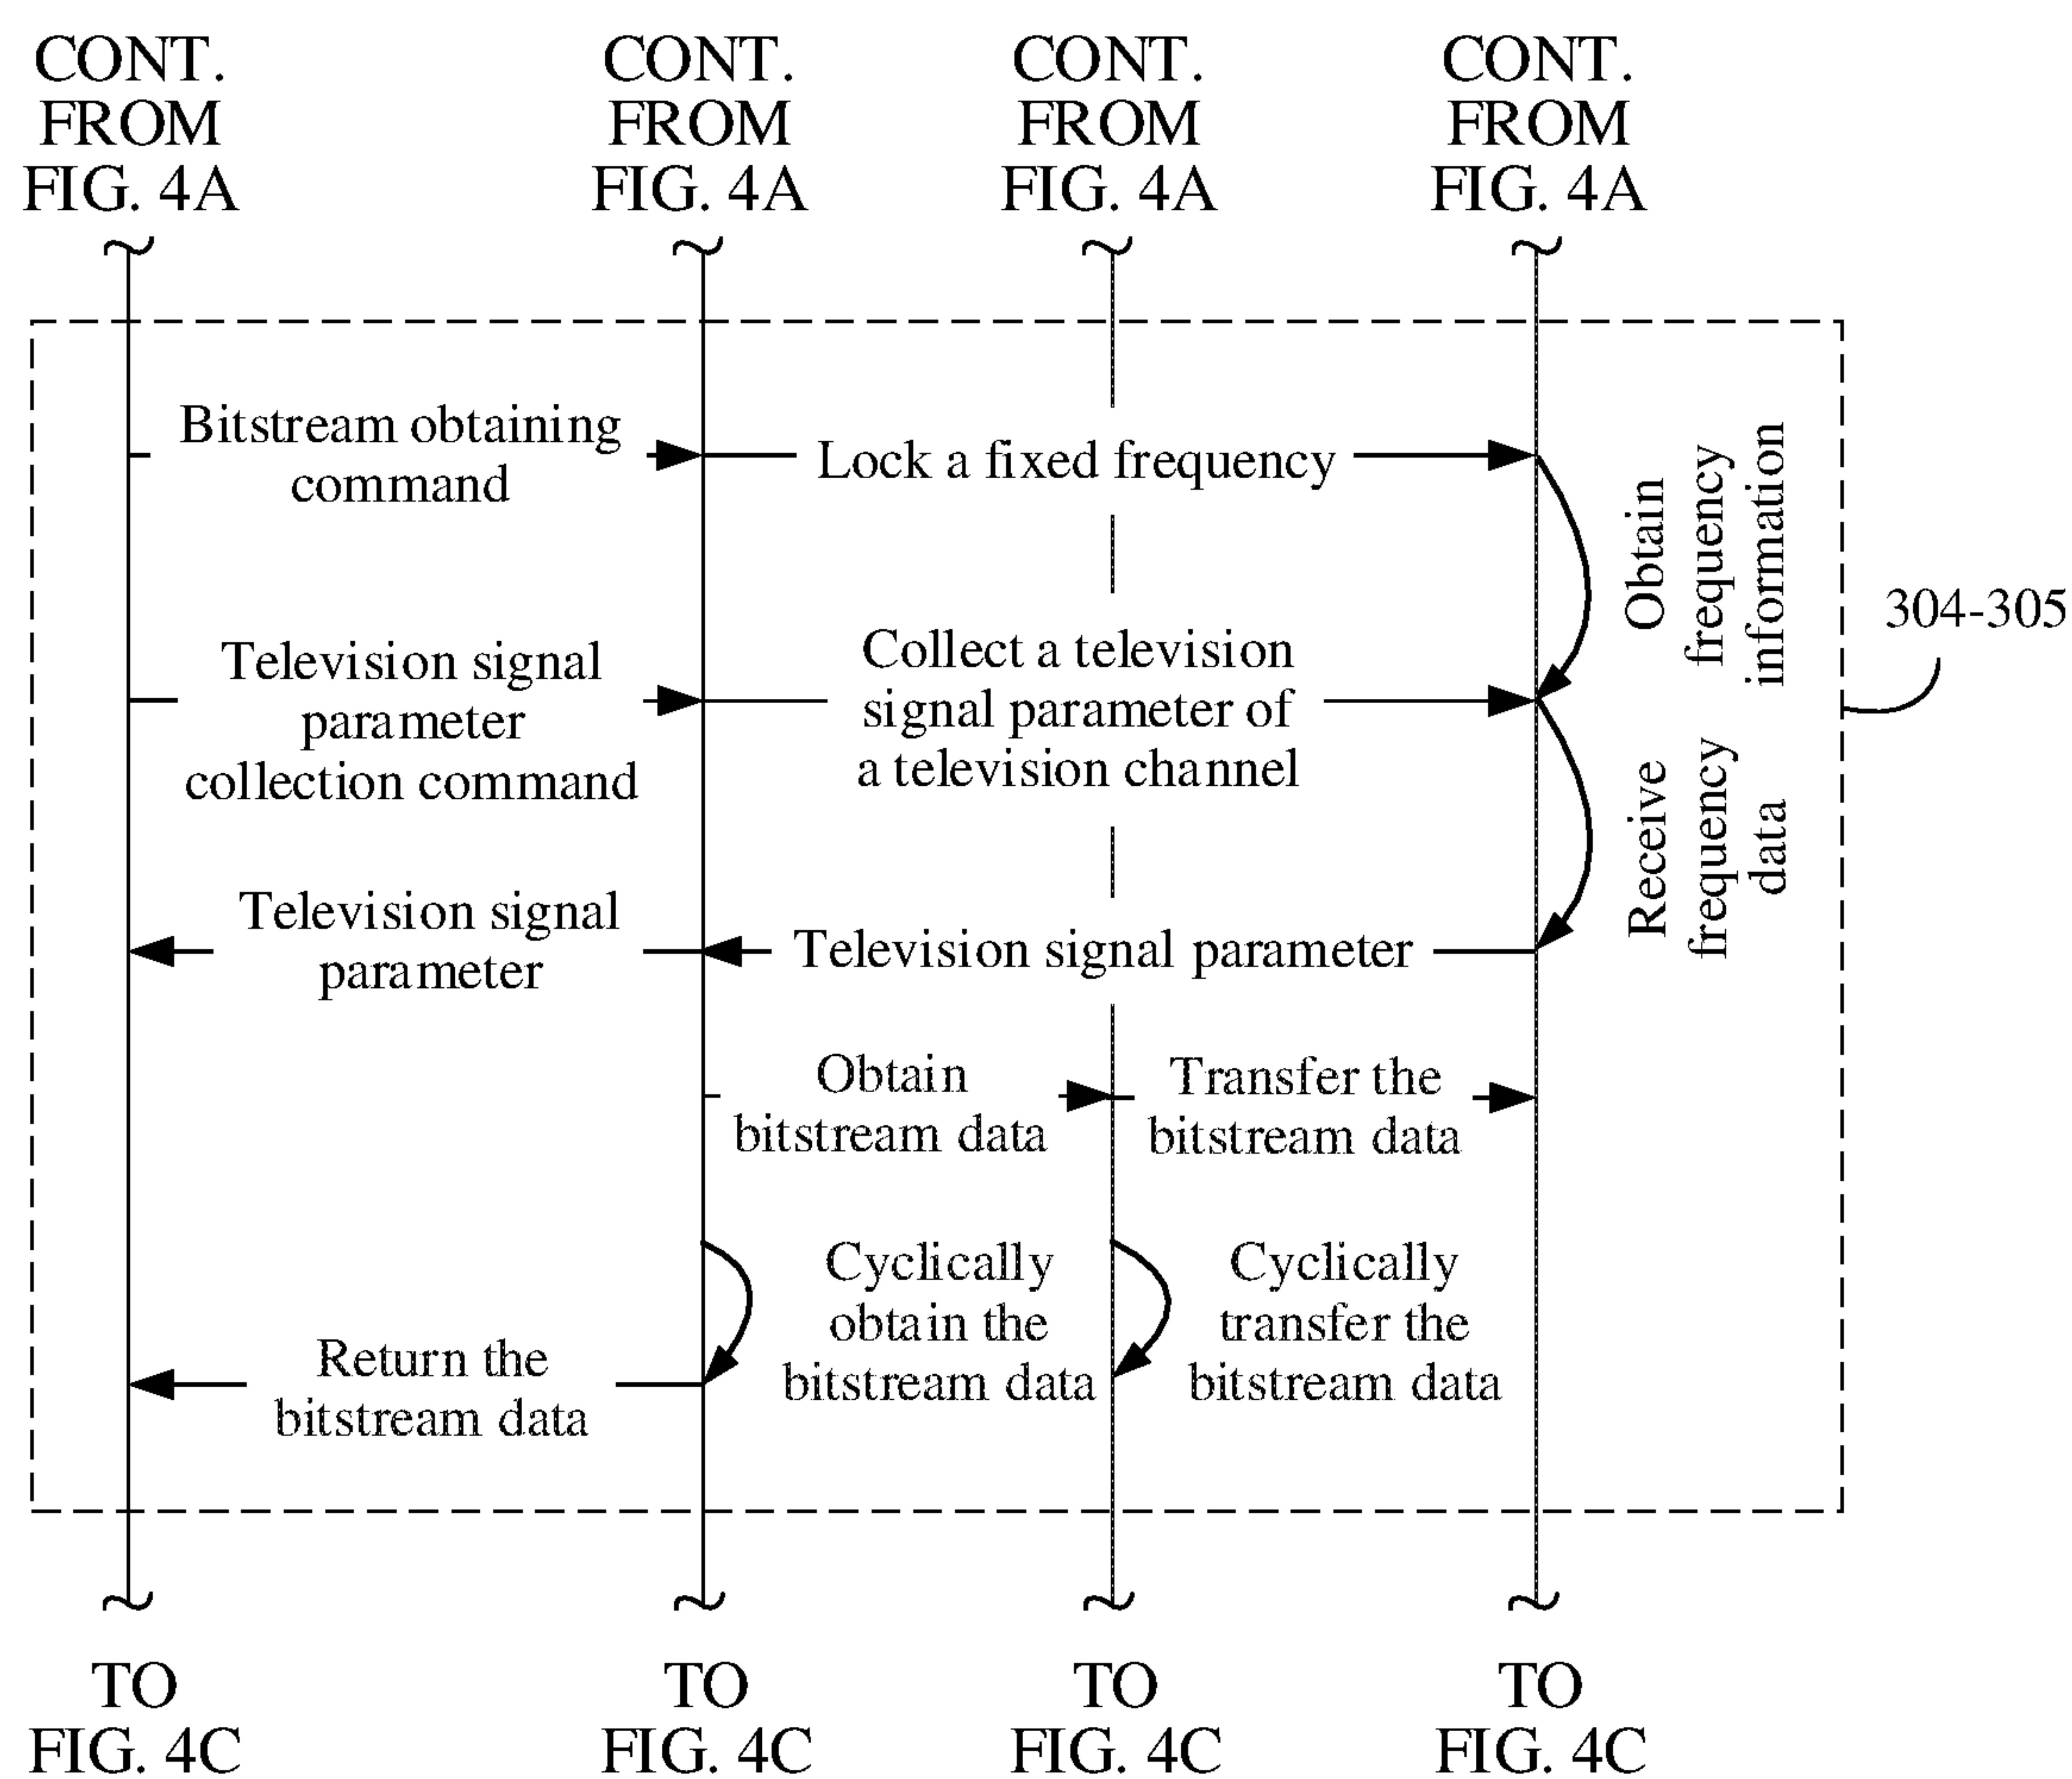 CONT.
FROM
FIG. 4A
CONT.
FROM
FIG. 4A
CONT.
FROM
FIG. 4A
CONT.
FROM
FIG. 4A
Bitstream obtaining
command
Lock a fixed frequency
Obtain
frequency
information
304-305
Television signal
parameter
collection command
Collect a television
signal parameter of
a television channel
Receive
frequency
data
Television signal
parameter
Television signal parameter
Obtain
bitstream data
Transfer the
bitstream data
Cyclically
obtain the
bitstream data
Cyclically
transfer the
bitstream data
Return the
bitstream data
TO
FIG. 4C
TO
FIG. 4C
TO
FIG. 4C
TO
FIG. 4C